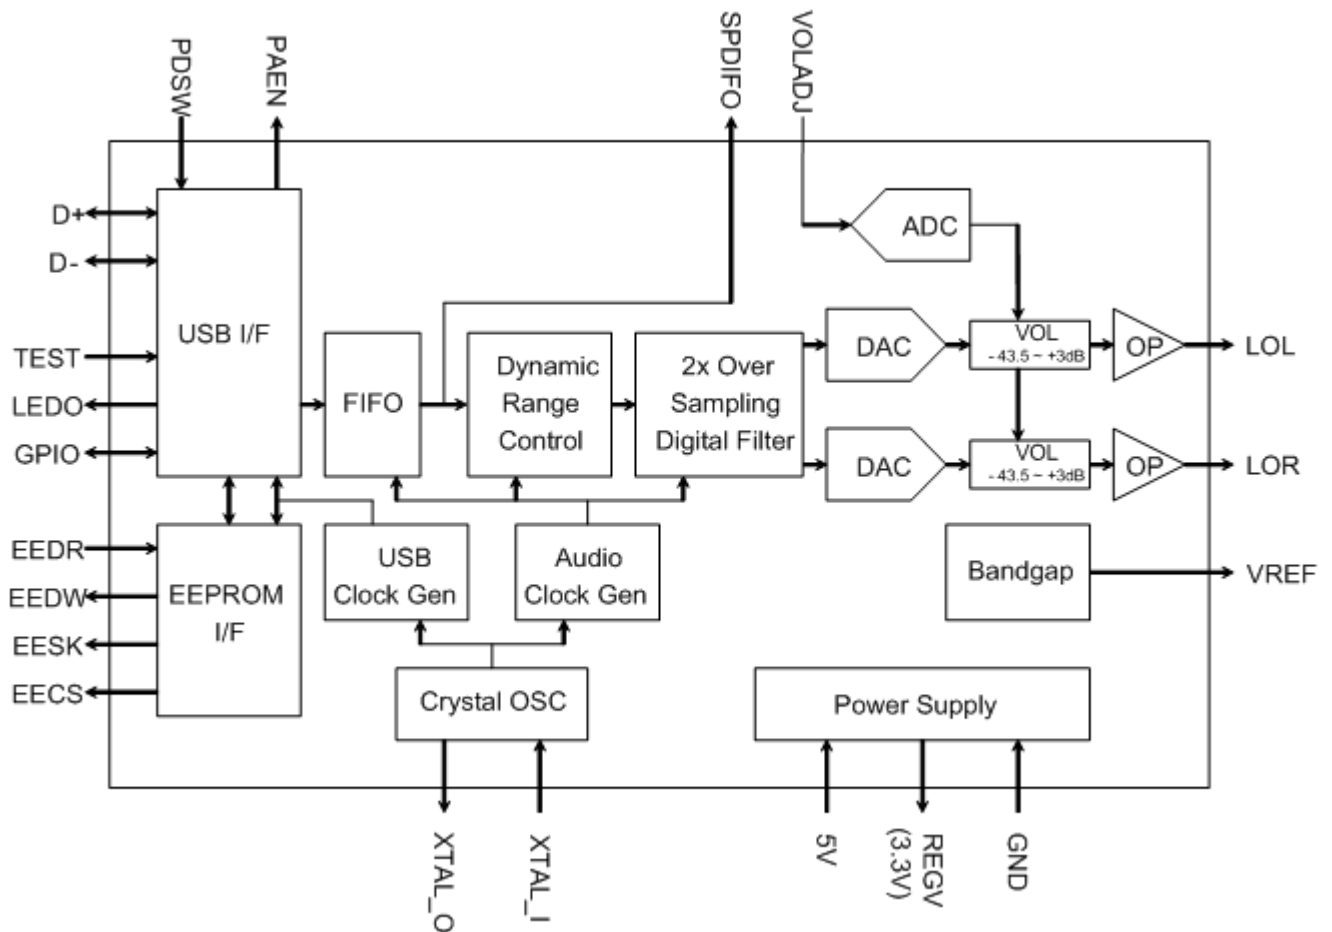 PDSW
PAEN
SPDIFO
VOLADJ
D+
D-
USB I/F
TEST
LEDO
GPIO
FIFO
Dynamic
Range
Control
2x Over
Sampling
Digital Filter
ADC
DAC
VOL
- 43.5 ~ +3dB
OP
LOL
DAC
VOL
- 43.5 ~ +3dB
OP
LOR
EEDR
EEDW
EESK
EECS
EEPROM
I/F
USB
Clock Gen
Audio
Clock Gen
Bandgap
VREF
Crystal OSC
Power Supply
XTAL_O
XTAL_I
5V
REGV
(3.3V)
GND